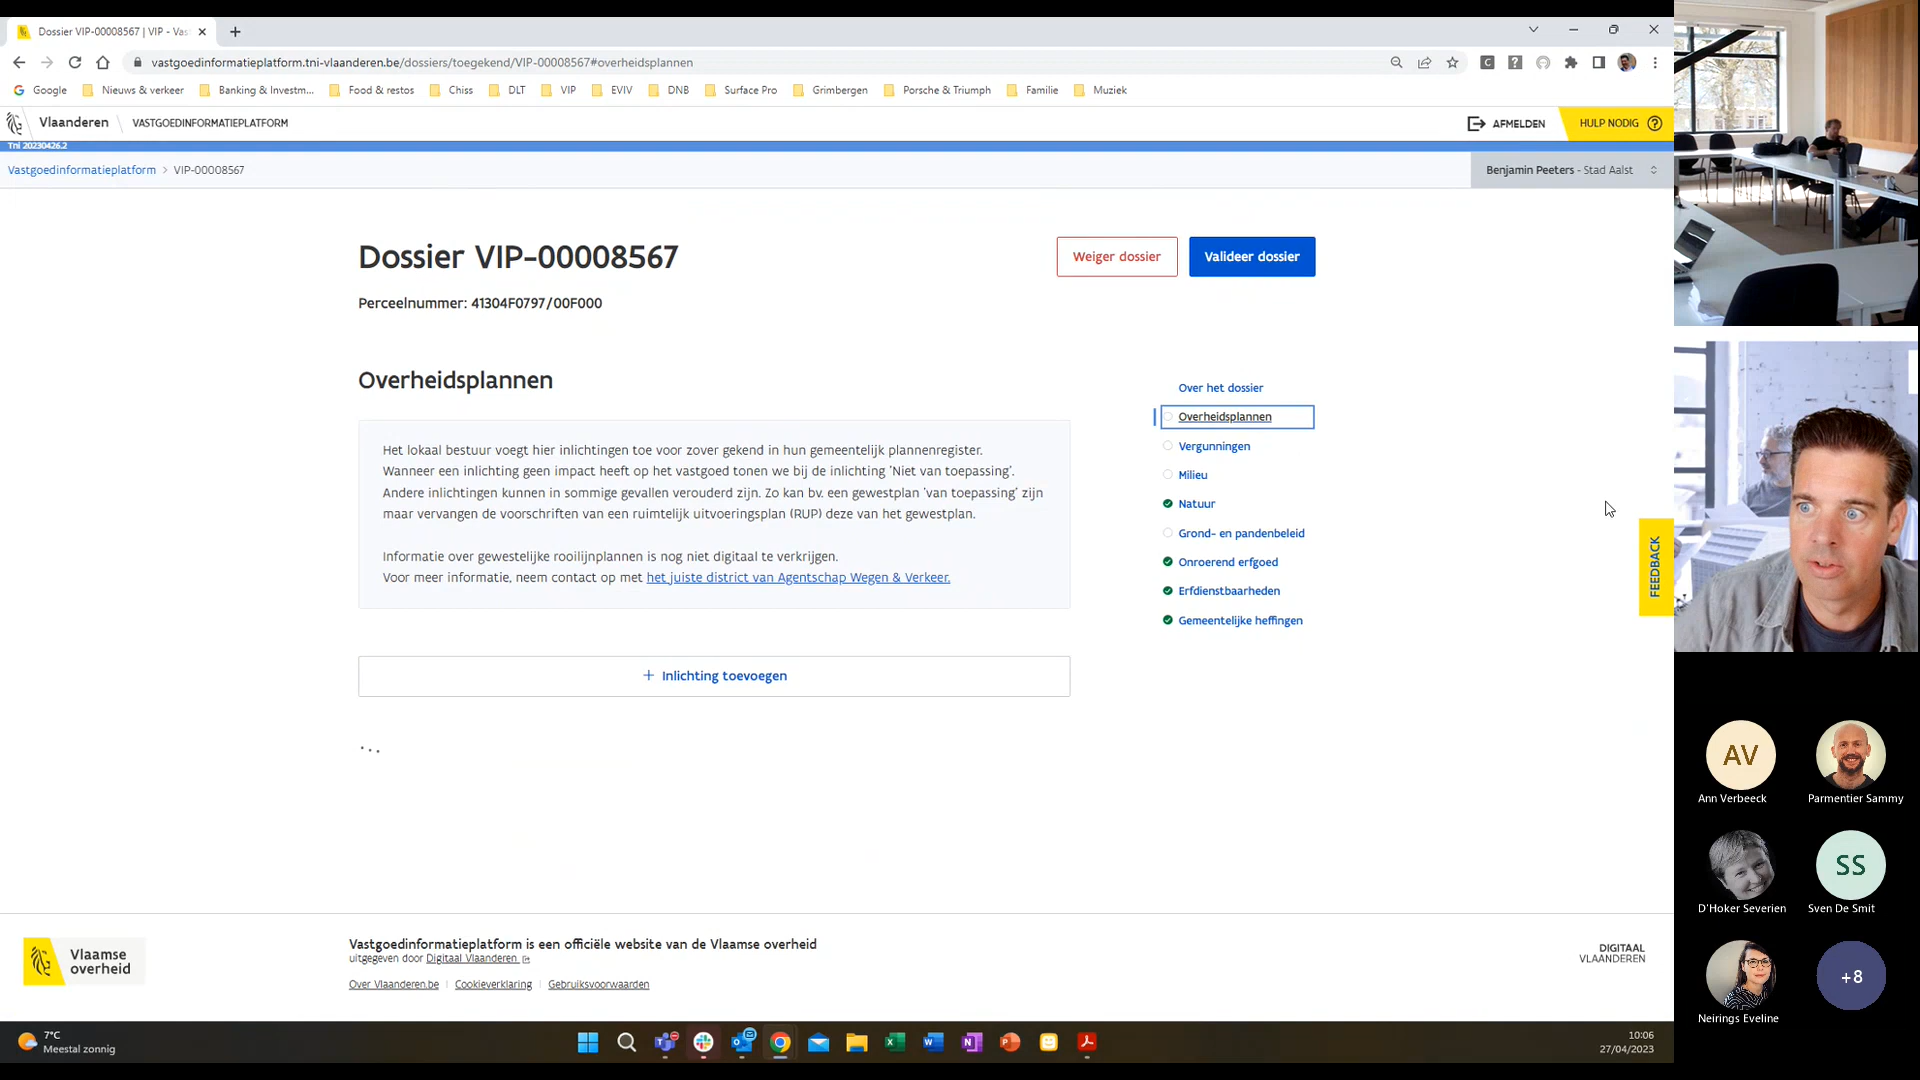 Dossier VIP-00008567 | VIP - Vas
vastgoedinformatieplatform.tni-vlaanderen.be/dossiers/toegekend/VIP-00008567#overheidsplannen
Google
Nieuws & verkeer
Banking & Investm...
Food & restos
Chiss
DLT
VIP
EVIV
DNB
Surface Pro
Grimbergen
Porsche & Triumph
Familie
Muziek
Vlaanderen
VASTGOEDINFORMATIEPLATFORM
AFMELDEN
HULP NODIG
TnI 20230426.2
Vastgoedinformatieplatform > VIP-00008567
Benjamin Peeters - Stad Aalst
Dossier VIP-00008567
Weiger dossier
Valideer dossier
Perceelnummer: 41304F0797/00F000
Overheidsplannen
Het lokaal bestuur voegt hier inlichtingen toe voor zover gekend in hun gemeentelijk plannenregister.
Wanneer een inlichting geen impact heeft op het vastgoed tonen we bij de inlichting 'Niet van toepassing'.
Andere inlichtingen kunnen in sommige gevallen verouderd zijn. Zo kan bv. een gewestplan 'van toepassing' zijn
maar vervangen de voorschriften van een ruimtelijk uitvoeringsplan (RUP) deze van het gewestplan.
Informatie over gewestelijke rooilijnplannen is nog niet digitaal te verkrijgen.
Voor meer informatie, neem contact op met het juiste district van Agentschap Wegen & Verkeer.
+ Inlichting toevoegen
Over het dossier
Overheidsplannen
Vergunningen
Milieu
Natuur
Grond- en pandenbeleid
Onroerend erfgoed
Erfdienstbaarheden
Gemeentelijke heffingen
FEEDBACK
Vlaamse
overheid
Vastgoedinformatieplatform is een officiële website van de Vlaamse overheid
uitgegeven door Digitaal Vlaanderen
Over Vlaanderen.be
Cookieverklaring
Gebruiksvoorwaarden
DIGITAAL
VLAANDEREN
7°C
Meestal zonnig
10:06
27/04/2023
AV
Ann Verbeeck
Parmentier Sammy
D'Hoker Severien
SS
Sven De Smit
Neirings Eveline
+8